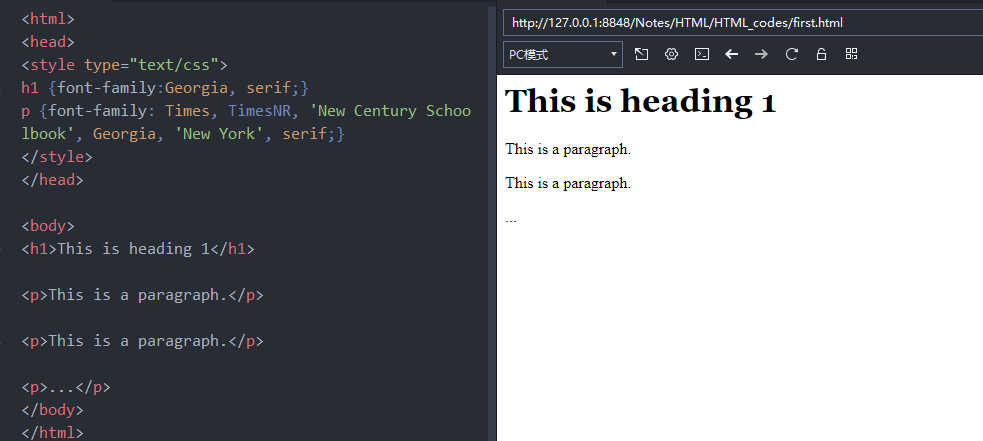 <html>
<head>
<style type="text/css">
h1 {font-family:Georgia, serif;}
p {font-family: Times, TimesNR, 'New Century Schoo
lbook', Georgia, 'New York', serif;}
</style>
</head>
<body>
<h1>This is heading 1</h1>
<p>This is a paragraph.</p>
<p>This is a paragraph.</p>
<p>...</p>
</body>
</html>
http://127.0.0.1:8848/Notes/HTML/HTML_codes/first.html
PC模式
This is heading 1
This is a paragraph.
This is a paragraph.
...